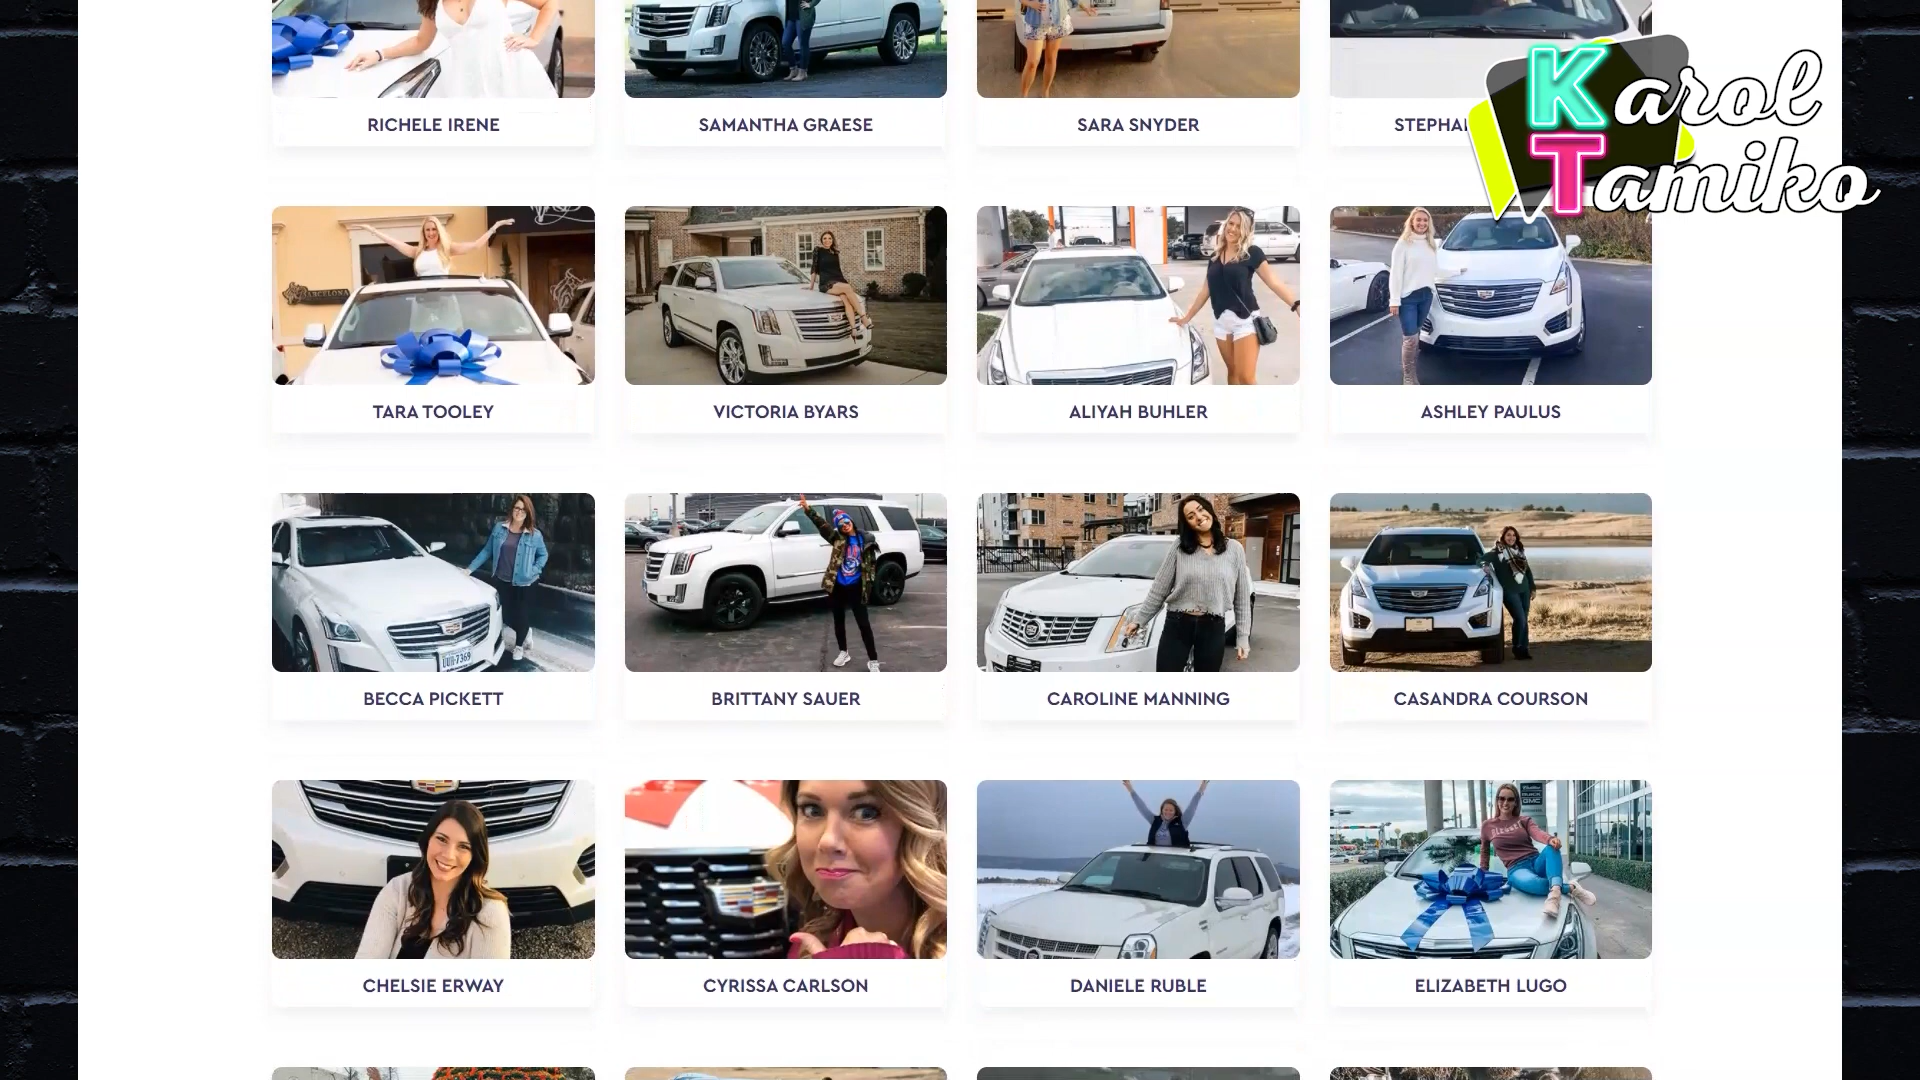 RICHELE IRENE
SAMANTHA GRAESE
SARA SNYDER
Karol
Tamiko
BARCELONA
TARA TOOLEY
VICTORIA BYARS
ALIYAH BUHLER
ASHLEY PAULUS
BECCA PICKETT
BRITTANY SAUER
CAROLINE MANNING
CASANDRA COURSON
CHELSIE ERWAY
CYRISSA CARLSON
DANIELE RUBLE
ELIZABETH LUGO